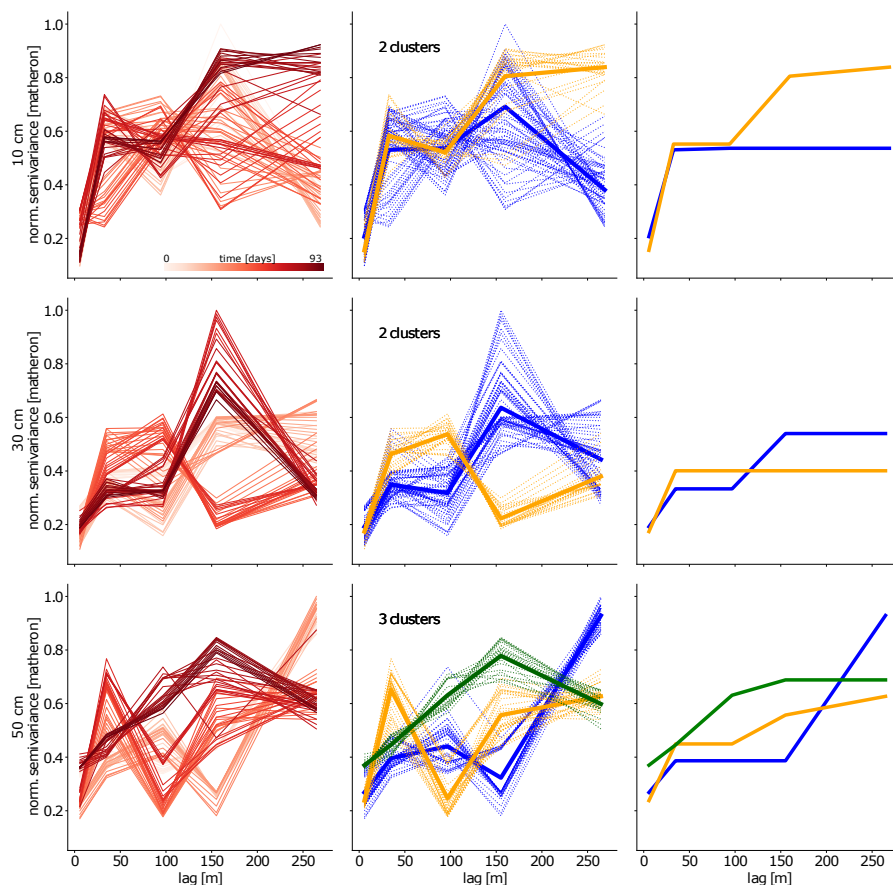 10 cm
norm. semivariance [matheron]
1.0
0.8
0.6
0.4
0.2
0 time [days] 93
2 clusters
30 cm
norm. semivariance [matheron]
1.0
0.8
0.6
0.4
0.2
2 clusters
50 cm
norm. semivariance [matheron]
1.0
0.8
0.6
0.4
0.2
3 clusters
0 50 100 150 200 250
lag [m]
0 50 100 150 200 250
lag [m]
0 50 100 150 200 250
lag [m]